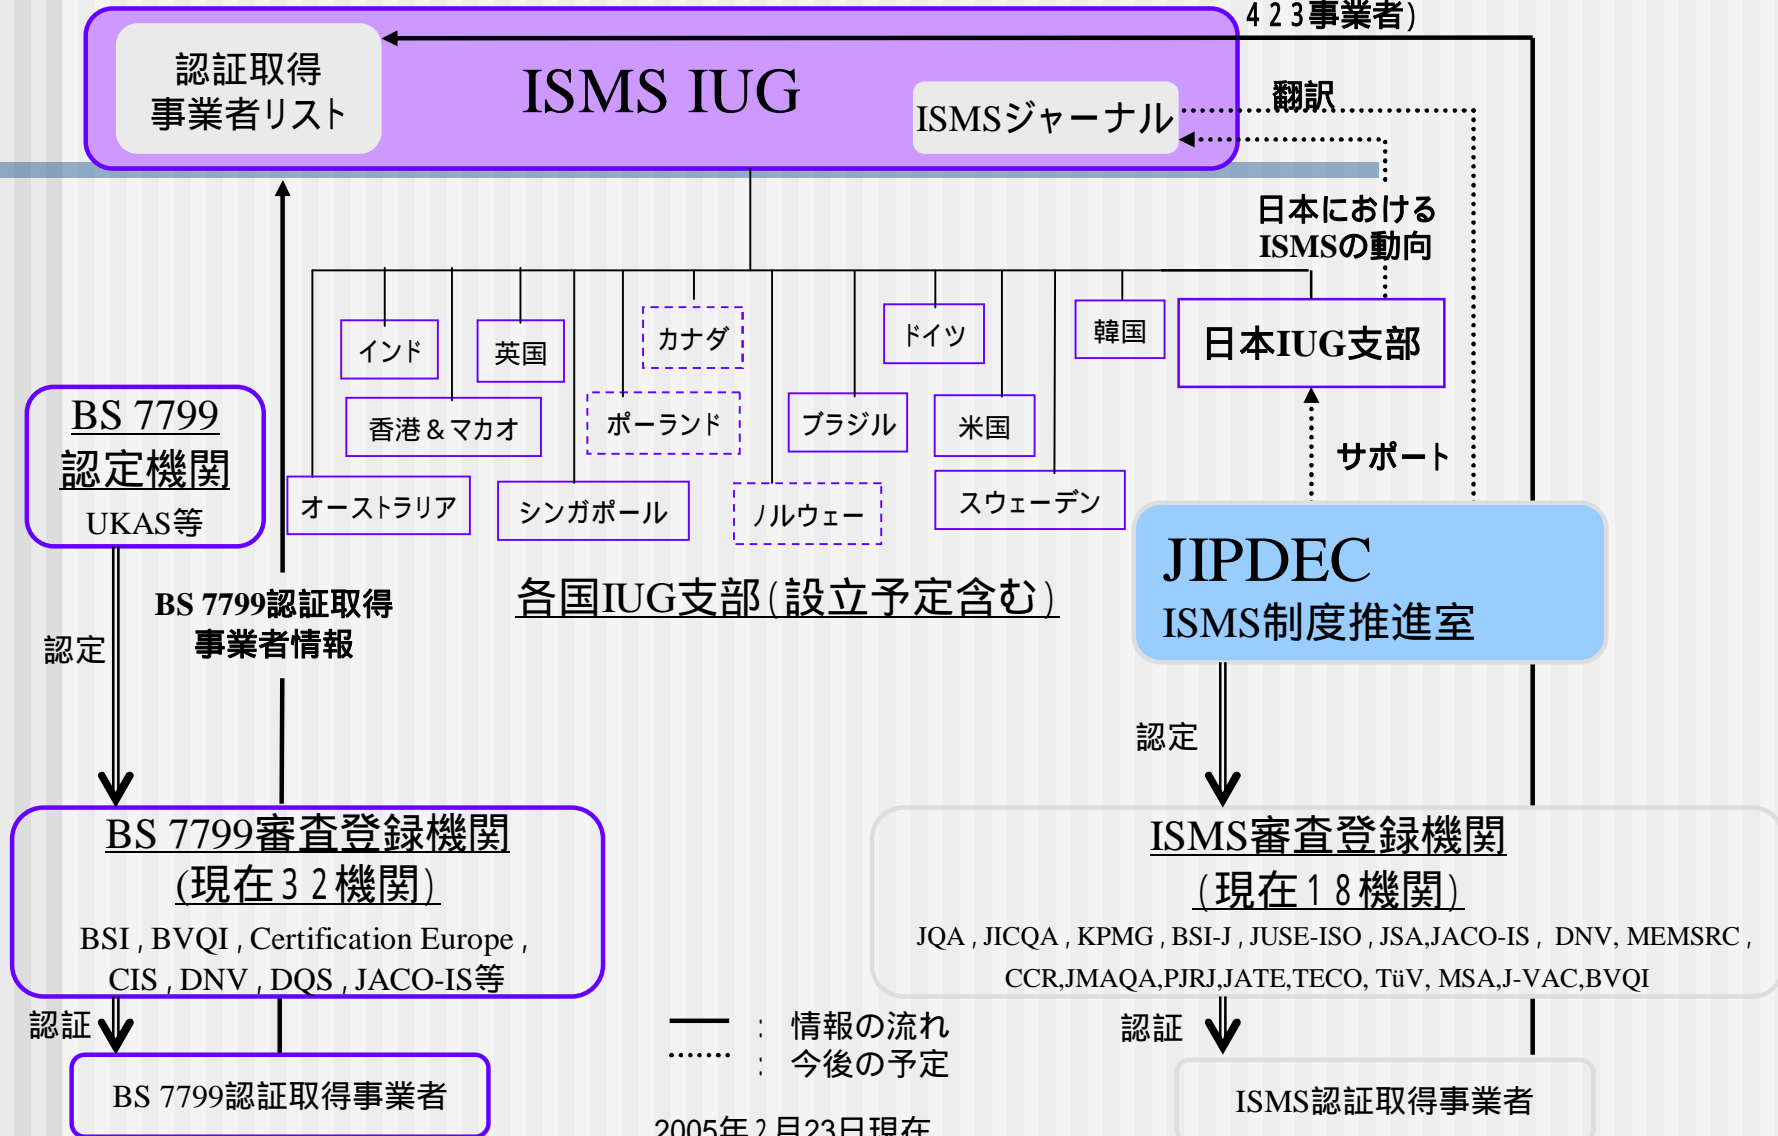 423事業者)
認証取得
事業者リスト
ISMS IUG
ISMSジャーナル
翻訳
日本における
ISMSの動向
インド
英国
カナダ
ドイツ
韓国
日本IUG支部
香港&マカオ
ポーランド
ブラジル
米国
サポート
オーストラリア
シンガポール
ノルウェー
スウェーデン
BS 7799
認定機関
UKAS等
各国IUG支部(設立予定含む)
JIPDEC
ISMS制度推進室
BS 7799認証取得
事業者情報
認定
認定
BS 7799審査登録機関
(現在32機関)
BSI , BVQI , Certification Europe ,
CIS , DNV , DQS , JACO-IS等
ISMS審査登録機関
(現在18機関)
JQA , JICQA , KPMG , BSI-J , JUSE-ISO , JSA,JACO-IS , DNV, MEMSRC ,
CCR,JMAQA,PJRJ,JATE,TECO, TüV, MSA,J-VAC,BVQI
認証
: 情報の流れ
: 今後の予定
認証
BS 7799認証取得事業者
ISMS認証取得事業者
2005年2月23日現在